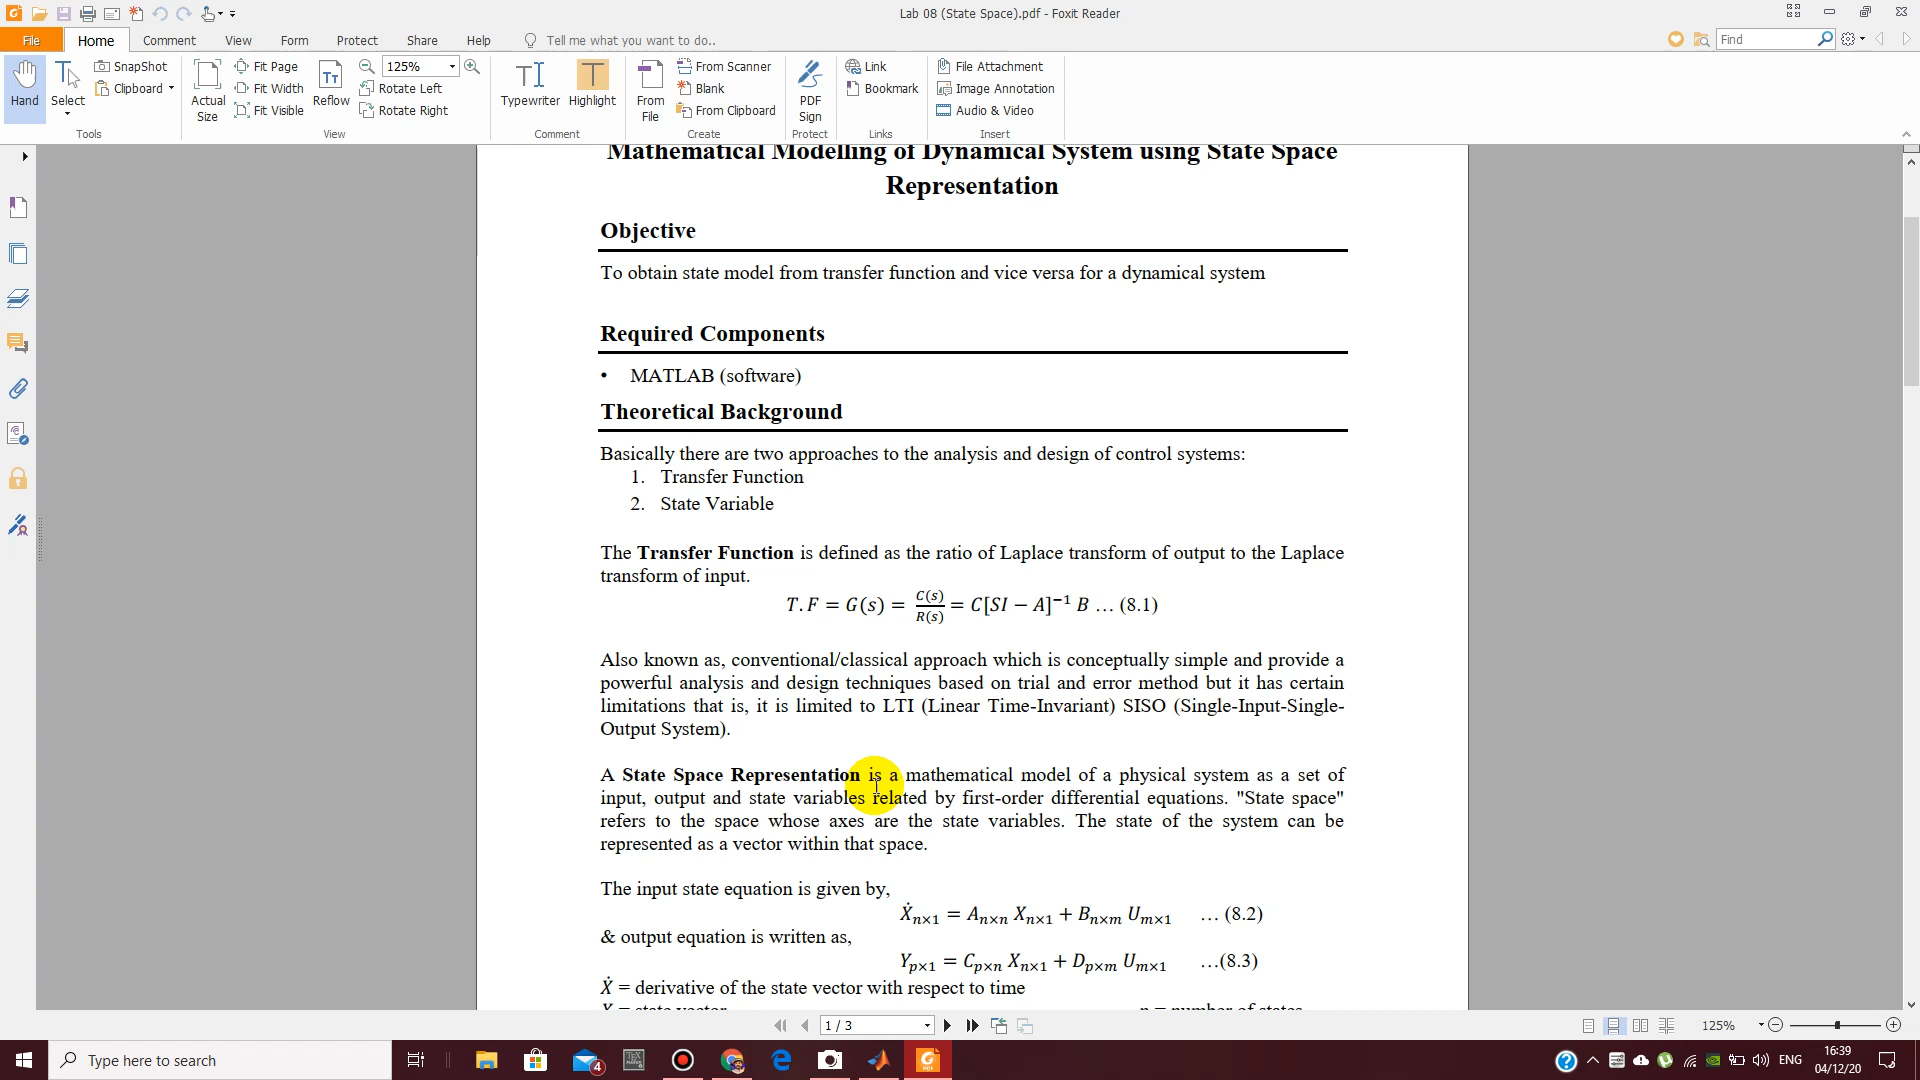 Lab 08 (State Space).pdf - Foxit Reader
File Home Comment View Form Protect Share Help Tell me what you want to do.. Find
Hand
Select
SnapShot
Clipboard
Tools
Actual Size
Fit Page
Fit Width
Fit Visible
Reflow
125%
Rotate Left
Rotate Right
View
Typewriter
Highlight
Comment
From File
From Scanner
Blank
From Clipboard
Create
PDF Sign
Protect
Link
Bookmark
Links
File Attachment
Image Annotation
Audio & Video
Insert
Mathematical Modelling of Dynamical System using State Space
Representation
Objective
To obtain state model from transfer function and vice versa for a dynamical system
Required Components
• MATLAB (software)
Theoretical Background
Basically there are two approaches to the analysis and design of control systems:
1. Transfer Function
2. State Variable
The Transfer Function is defined as the ratio of Laplace transform of output to the Laplace
transform of input.
T.F = G(s) = C(s)/R(s) = C[SI − A]⁻¹ B … (8.1)
Also known as, conventional/classical approach which is conceptually simple and provide a
powerful analysis and design techniques based on trial and error method but it has certain
limitations that is, it is limited to LTI (Linear Time-Invariant) SISO (Single-Input-Single-
Output System).
A State Space Representation is a mathematical model of a physical system as a set of
input, output and state variables related by first-order differential equations. "State space"
refers to the space whose axes are the state variables. The state of the system can be
represented as a vector within that space.
The input state equation is given by,
Ẋn×1 = An×n Xn×1 + Bn×m Um×1 … (8.2)
& output equation is written as,
Yp×1 = Cp×n Xn×1 + Dp×m Um×1 …(8.3)
Ẋ = derivative of the state vector with respect to time
X = state vector n = number of states
1 / 3
125%
Type here to search
4
ENG
16:39
04/12/20